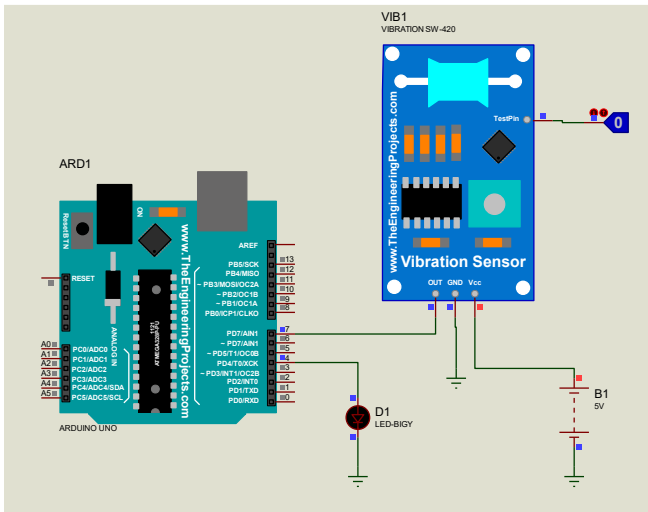 VIB1
VIBRATION SW-420
www.TheEngineeringProjects.com
TestPin
0
Vibration Sensor
OUT GND Vcc
ARD1
ResetBTN
ON
www.TheEngineeringProjects.com
RESET
ANALOG IN
1121
ATMEGA328P-PU
AREF
PB5/SCK 13
PB4/MISO 12
~ PB3/MOSI/OC2A 11
~ PB2/OC1B 10
~ PB1/OC1A 9
PB0/ICP1/CLKO 8
PD7/AIN1 7
~ PD7/AIN1 6
~ PD5/T1/OC0B 5
PD4/T0/XCK 4
~ PD3/INT1/OC2B 3
PD2/INT0 2
PD1/TXD 1
PD0/RXD 0
A0 PC0/ADC0
A1 PC1/ADC1
A2 PC2/ADC2
A3 PC3/ADC3
A4 PC4/ADC4/SDA
A5 PC5/ADC5/SCL
ARDUINO UNO
D1
LED-BIGY
B1
5V